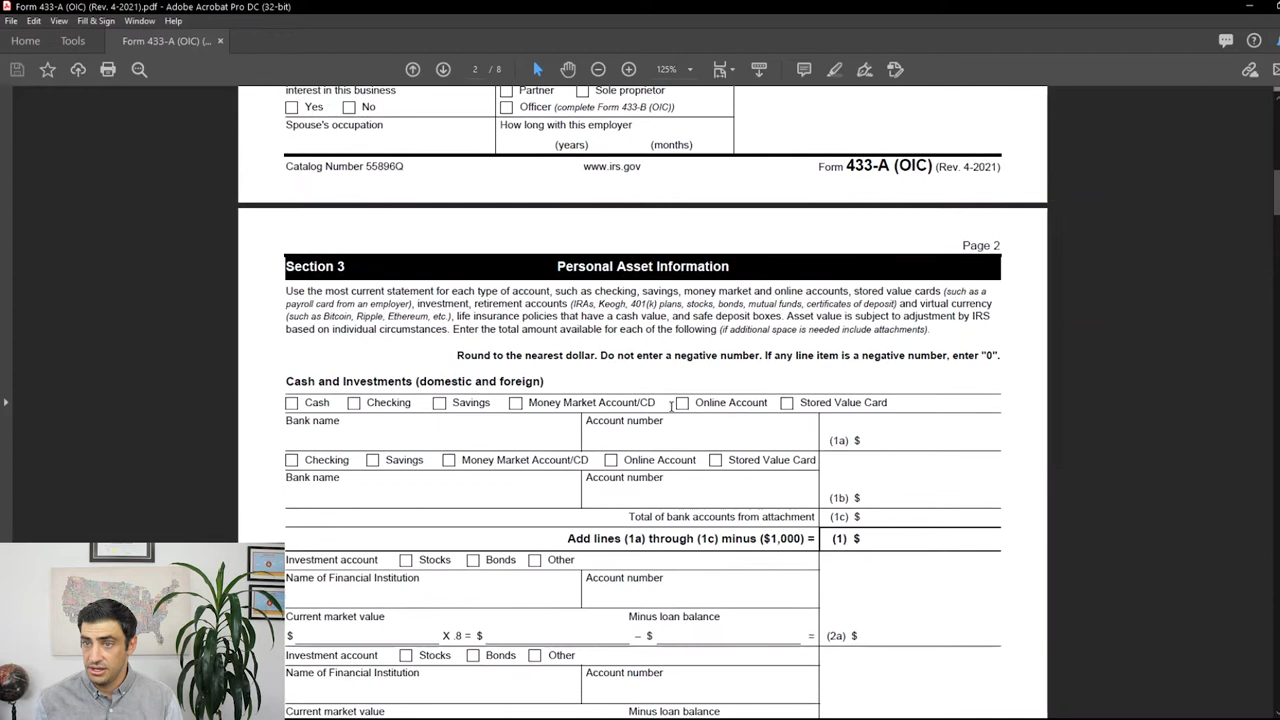 Form 433-A (OIC) (Rev. 4-2021).pdf - Adobe Acrobat Pro DC (32-bit)
File Edit View Fill & Sign Window Help
Home Tools Form 433-A (OIC) (... ×
2 / 8 125%
interest in this business
Partner Sole proprietor
Yes No
Officer (complete Form 433-B (OIC))
Spouse's occupation
How long with this employer
(years) (months)
Catalog Number 55896Q www.irs.gov Form 433-A (OIC) (Rev. 4-2021)
Page 2
Section 3 Personal Asset Information
Use the most current statement for each type of account, such as checking, savings, money market and online accounts, stored value cards (such as a
payroll card from an employer), investment, retirement accounts (IRAs, Keogh, 401(k) plans, stocks, bonds, mutual funds, certificates of deposit) and virtual currency
(such as Bitcoin, Ripple, Ethereum, etc.), life insurance policies that have a cash value, and safe deposit boxes. Asset value is subject to adjustment by IRS
based on individual circumstances. Enter the total amount available for each of the following (if additional space is needed include attachments).
Round to the nearest dollar. Do not enter a negative number. If any line item is a negative number, enter "0".
Cash and Investments (domestic and foreign)
Cash Checking Savings Money Market Account/CD Online Account Stored Value Card
Bank name Account number
(1a) $
Checking Savings Money Market Account/CD Online Account Stored Value Card
Bank name Account number
(1b) $
Total of bank accounts from attachment (1c) $
Add lines (1a) through (1c) minus ($1,000) = (1) $
Investment account Stocks Bonds Other
Name of Financial Institution Account number
Current market value Minus loan balance
$ X .8 = $ – $ = (2a) $
Investment account Stocks Bonds Other
Name of Financial Institution Account number
Current market value Minus loan balance